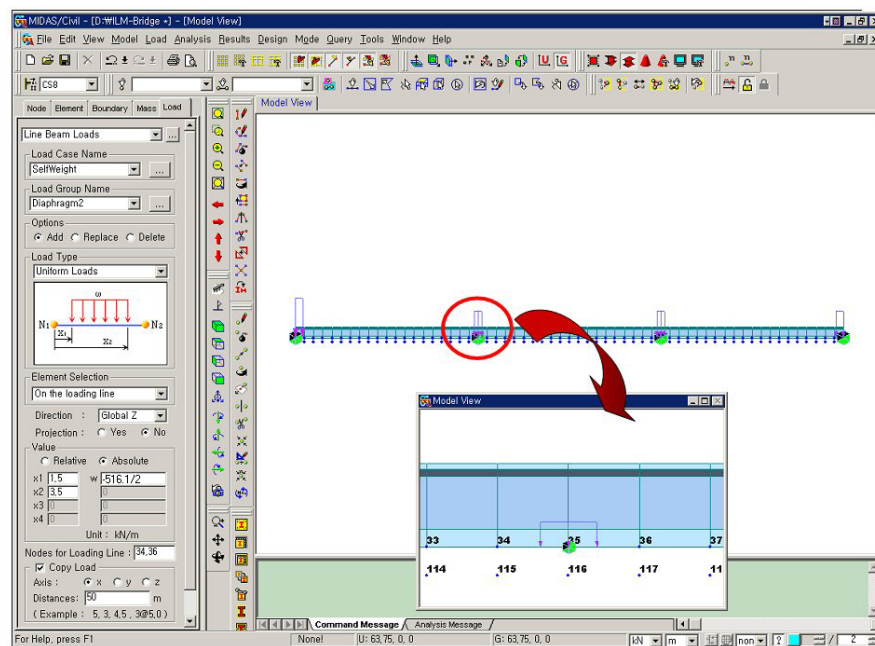 MIDAS/Civil - [D:\ILM-Bridge *] - [Model View]
File Edit View Model Load Analysis Results Design Mode Query Tools Window Help
CS8
Node Element Boundary Mass Load
Model View
Line Beam Loads
Load Case Name
SelfWeight
Load Group Name
Diaphragm2
Options
Add Replace Delete
Load Type
Uniform Loads
ω
N1 N2
x1
x2
Element Selection
On the loading line
Direction : Global Z
Projection : Yes No
Value
Relative Absolute
x1 1,5 w -516.1/2
x2 3,5 0
x3 0 0
x4 0 0
Unit : kN/m
Nodes for Loading Line : 34,36
Copy Load
Axis : x y z
Distances: 50 m
( Example : 5, 3, 4,5 , 3@5,0 )
Model View
33 34 35 36 37
114 115 116 117 11
Command Message Analysis Message
For Help, press F1
None! U: 63,75, 0, 0 G: 63,75, 0, 0 kN m non ? 2